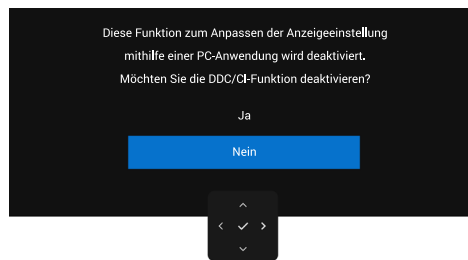 Diese Funktion zum Anpassen der Anzeigeeinstellung
mithilfe einer PC-Anwendung wird deaktiviert.
Möchten Sie die DDC/CI-Funktion deaktivieren?
Ja
Nein